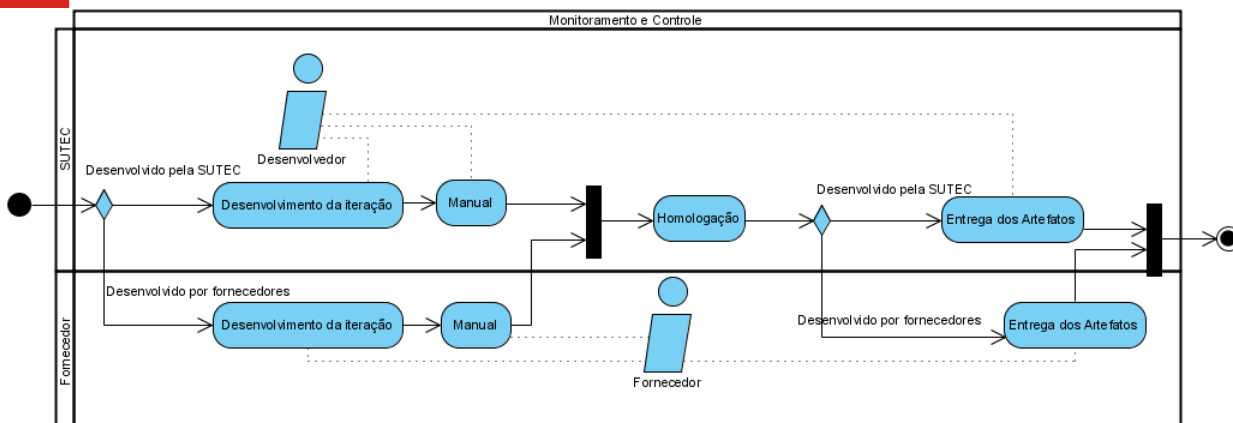 Monitoramento e Controle
SUTEC
Desenvolvedor
Desenvolvido pela SUTEC
Desenvolvimento da iteração
Manual
Homologação
Desenvolvido pela SUTEC
Entrega dos Artefatos
Fornecedor
Desenvolvido por fornecedores
Desenvolvimento da iteração
Manual
Fornecedor
Desenvolvido por fornecedores
Entrega dos Artefatos